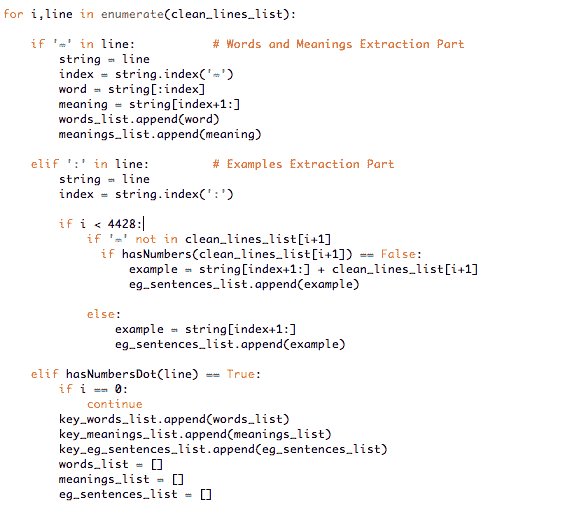 for i,line in enumerate(clean_lines_list):
    if '=' in line:           # Words and Meanings Extraction Part
        string = line
        index = string.index('=')
        word = string[:index]
        meaning = string[index+1:]
        words_list.append(word)
        meanings_list.append(meaning)
    elif ':' in line:         # Examples Extraction Part
        string = line
        index = string.index(':')
        if i < 4428:
            if '=' not in clean_lines_list[i+1]
              if hasNumbers(clean_lines_list[i+1]) == False:
                example = string[index+1:] + clean_lines_list[i+1]
                  eg_sentences_list.append(example)
            else:
                example = string[index+1:]
                eg_sentences_list.append(example)
    elif hasNumbersDot(line) == True:
        if i == 0:
            continue
        key_words_list.append(words_list)
        key_meanings_list.append(meanings_list)
        key_eg_sentences_list.append(eg_sentences_list)
        words_list = []
        meanings_list = []
        eg_sentences_list = []